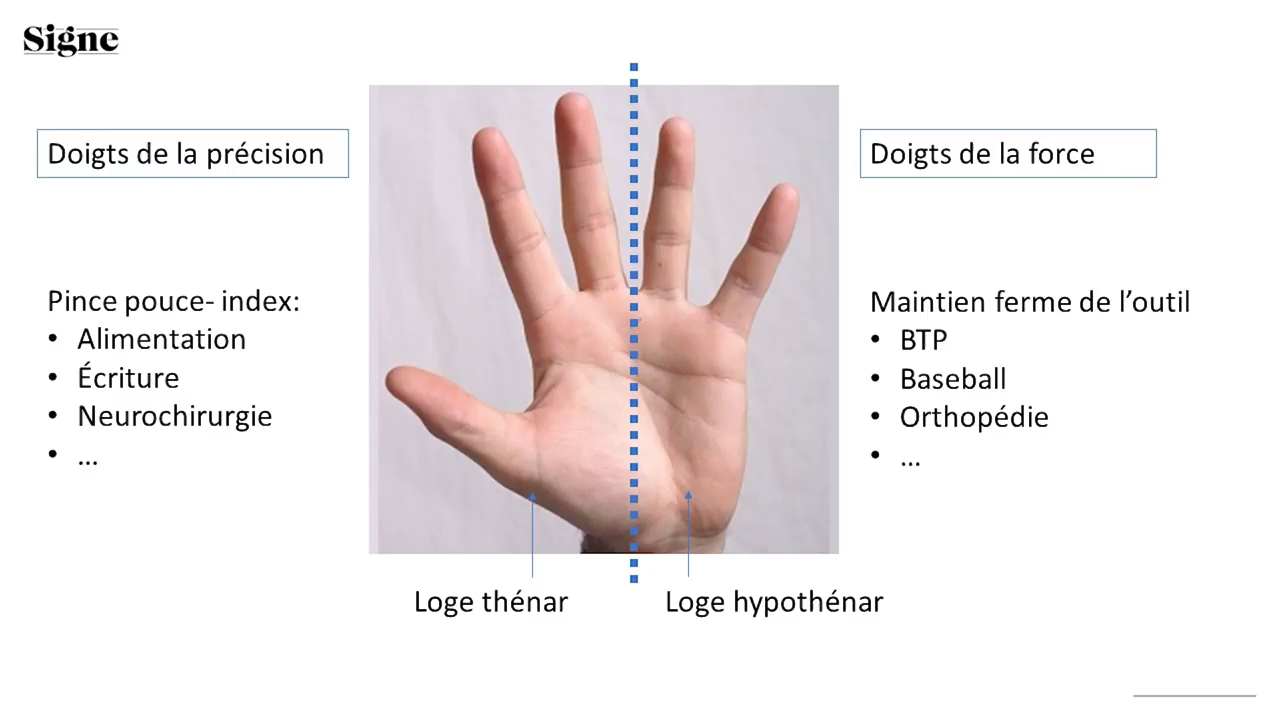 Signe
Doigts de la précision
Pince pouce- index:
• Alimentation
• Écriture
• Neurochirurgie
• ...
Doigts de la force
Maintien ferme de l’outil
• BTP
• Baseball
• Orthopédie
• ...
Loge thénar
Loge hypothénar